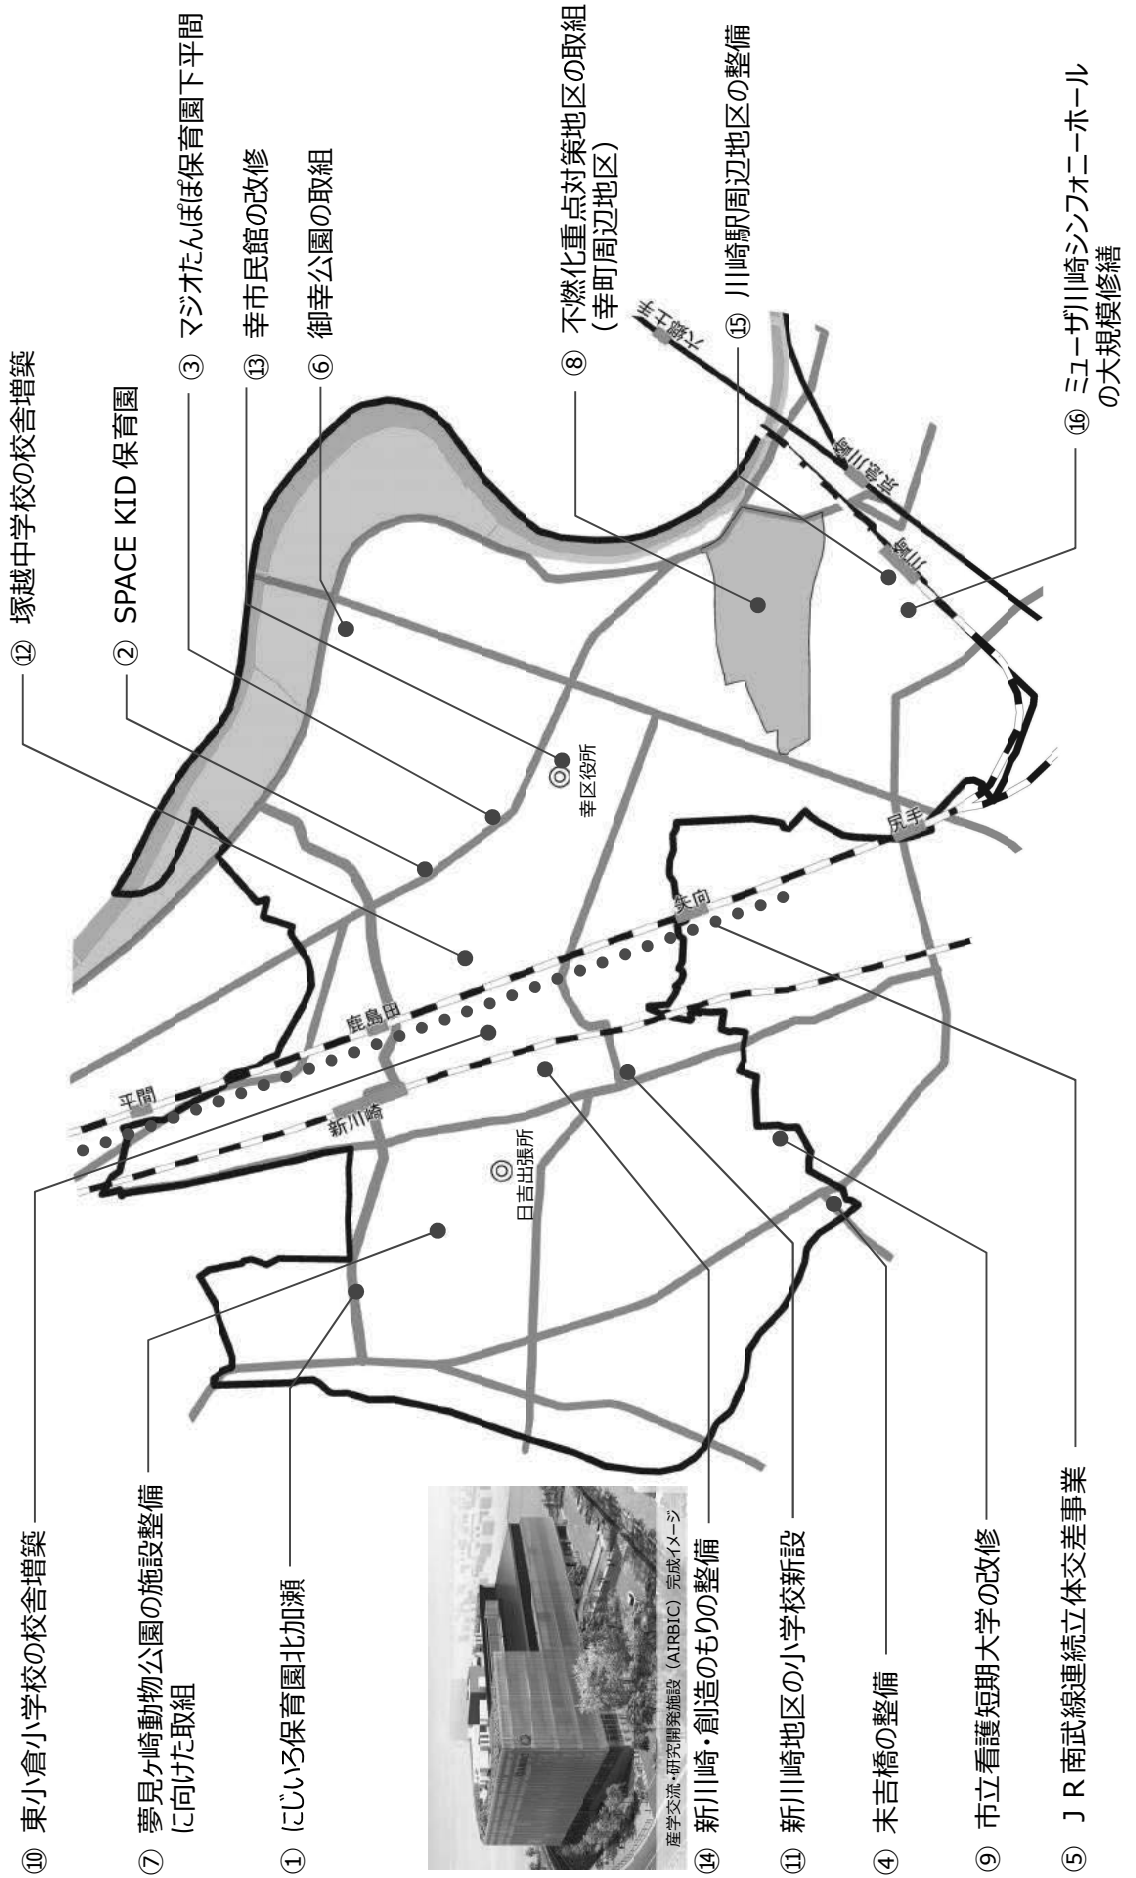 ⑩ 東小倉小学校の校舎増築
⑦ 夢見ヶ崎動物公園の施設整備
に向けた取組
① にじいろ保育園北加瀬
産学交流・研究開発施設（AIRBIC）完成イメージ
⑭ 新川崎・創造のもりの整備
⑪ 新川崎地区の小学校新設
④ 末吉橋の整備
⑨ 市立看護短期大学の改修
⑤ ＪＲ南武線連続立体交差事業
⑫ 塚越中学校の校舎増築
② SPACE KID 保育園
③ マジオたんぽぽ保育園下平間
⑬ 幸市民館の改修
⑥ 御幸公園の取組
⑧ 不燃化重点対策地区の取組
（幸町周辺地区）
⑮ 川崎駅周辺地区の整備
⑯ ミューザ川崎シンフォニーホール
の大規模修繕
平間
鹿島田
新川崎
日吉出張所
幸区役所
矢向
尻手
川崎
京急川崎
六郷土手